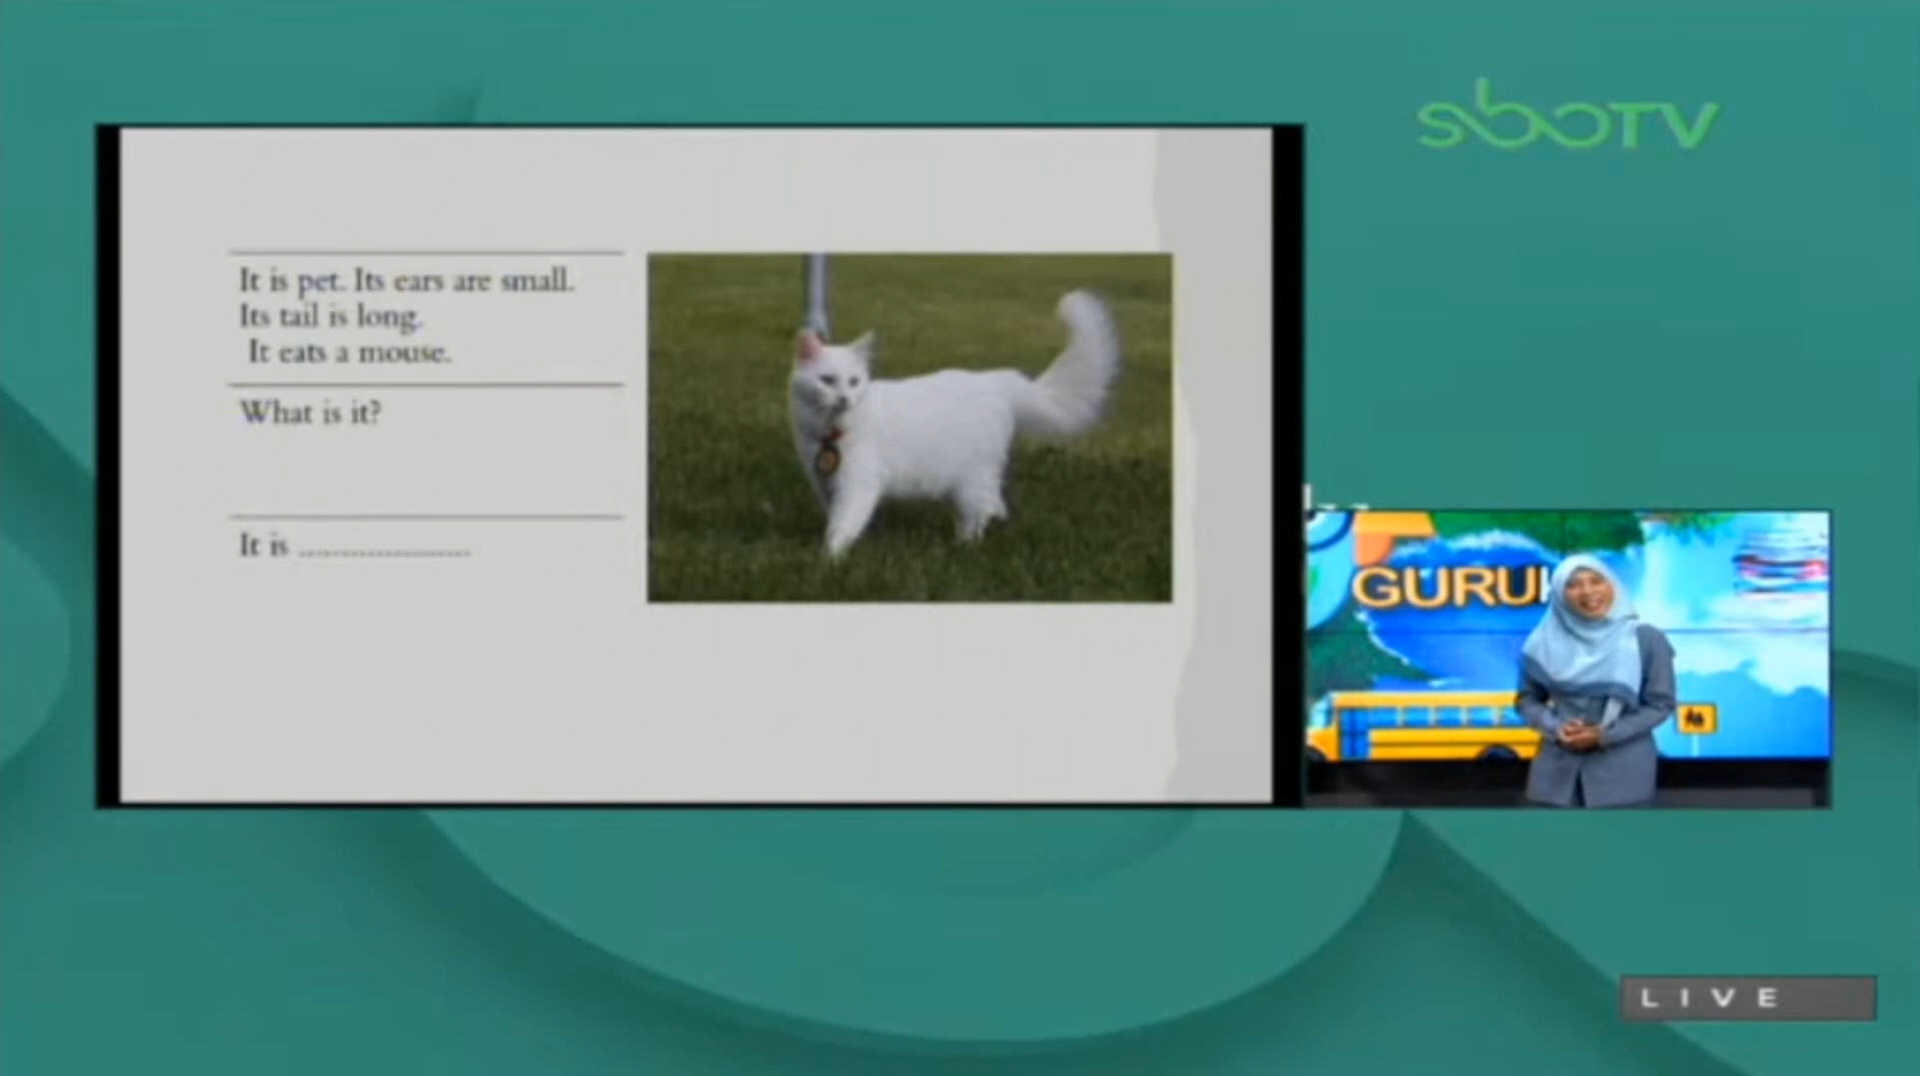 sboTV
It is pet. Its ears are small.
Its tail is long.
It eats a mouse.
What is it?
It is ......................
GURU
LIVE